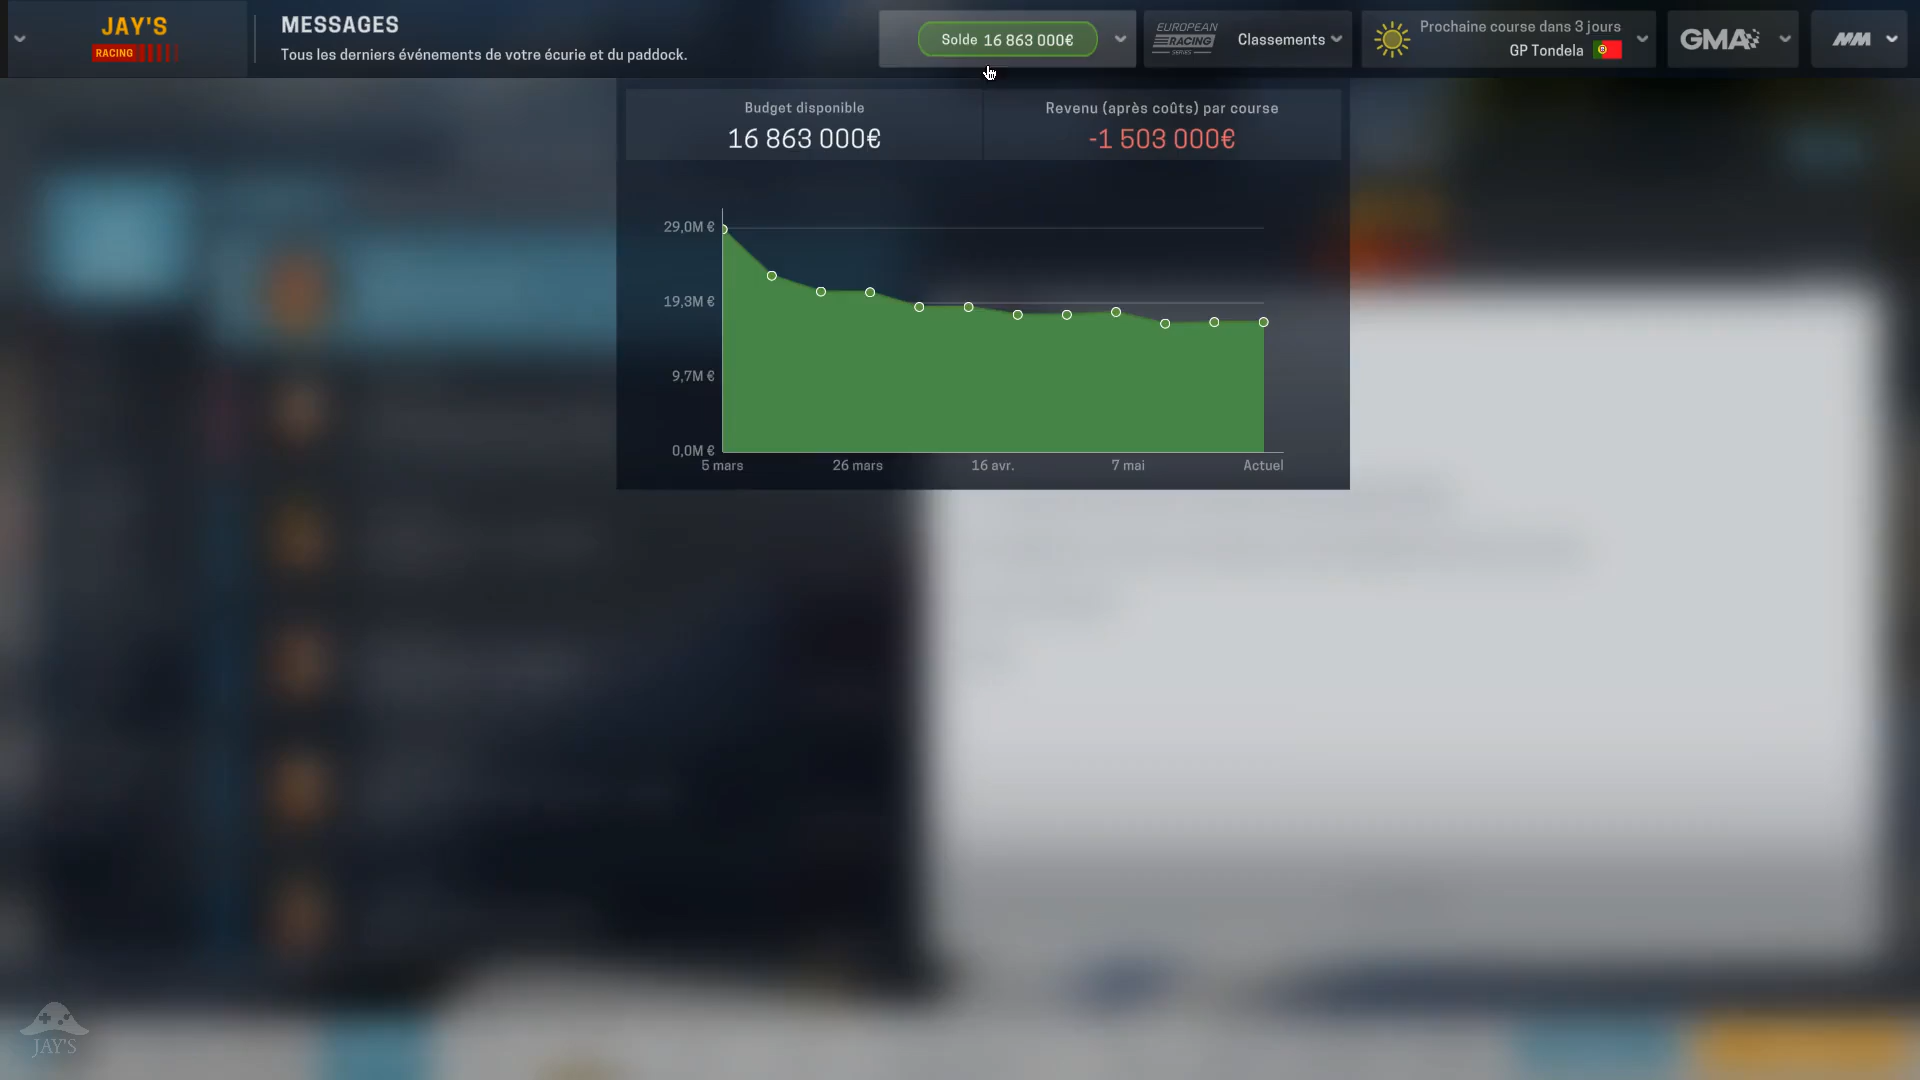 JAY'S
RACING
MESSAGES
Tous les derniers événements de votre écurie et du paddock.
Solde 16 863 000€
EUROPEAN
RACING
SERIES
Classements
Prochaine course dans 3 jours
GP Tondela
GMA
Budget disponible
16 863 000€
Revenu (après coûts) par course
-1 503 000€
29,0M €
19,3M €
9,7M €
0,0M €
5 mars
26 mars
16 avr.
7 mai
Actuel
JAY'S